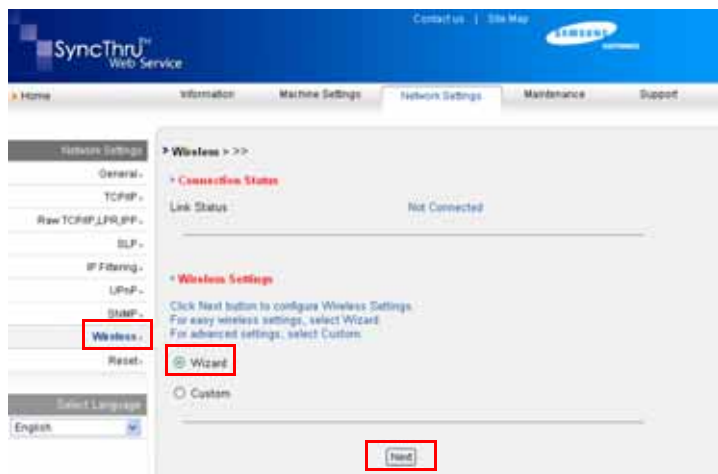 Contact us | Site Map
SAMSUNG
ELECTRONICS
SyncThru™
Web Service
Home
Information
Machine Settings
Network Settings
Maintenance
Support
Network Settings
General
TCP/IP
Raw TCP/IP,LPR,IPP
SLP
IP Filtering
UPnP
SNMP
Wireless
Reset
Select Language
English
Wireless > >>
Connection Status
Link Status
Not Connected
Wireless Settings
Click Next button to configure Wireless Settings.
For easy wireless settings, select Wizard.
For advanced settings, select Custom.
Wizard
Custom
Next